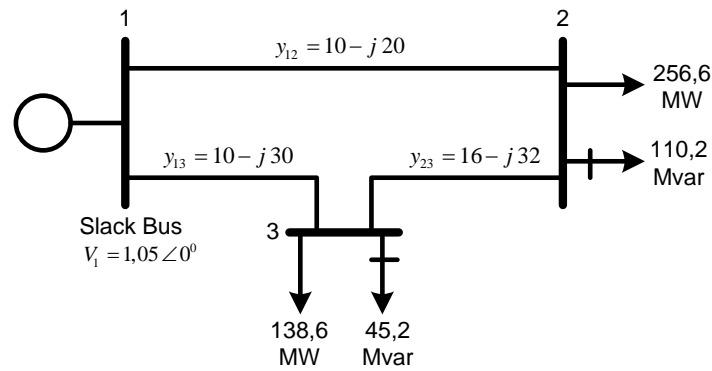 1
2
y₁₂ = 10 − j 20
256,6
MW
y₁₃ = 10 − j 30
y₂₃ = 16 − j 32
110,2
Mvar
Slack Bus
V₁ = 1,05 ∠0⁰
3
138,6
MW
45,2
Mvar